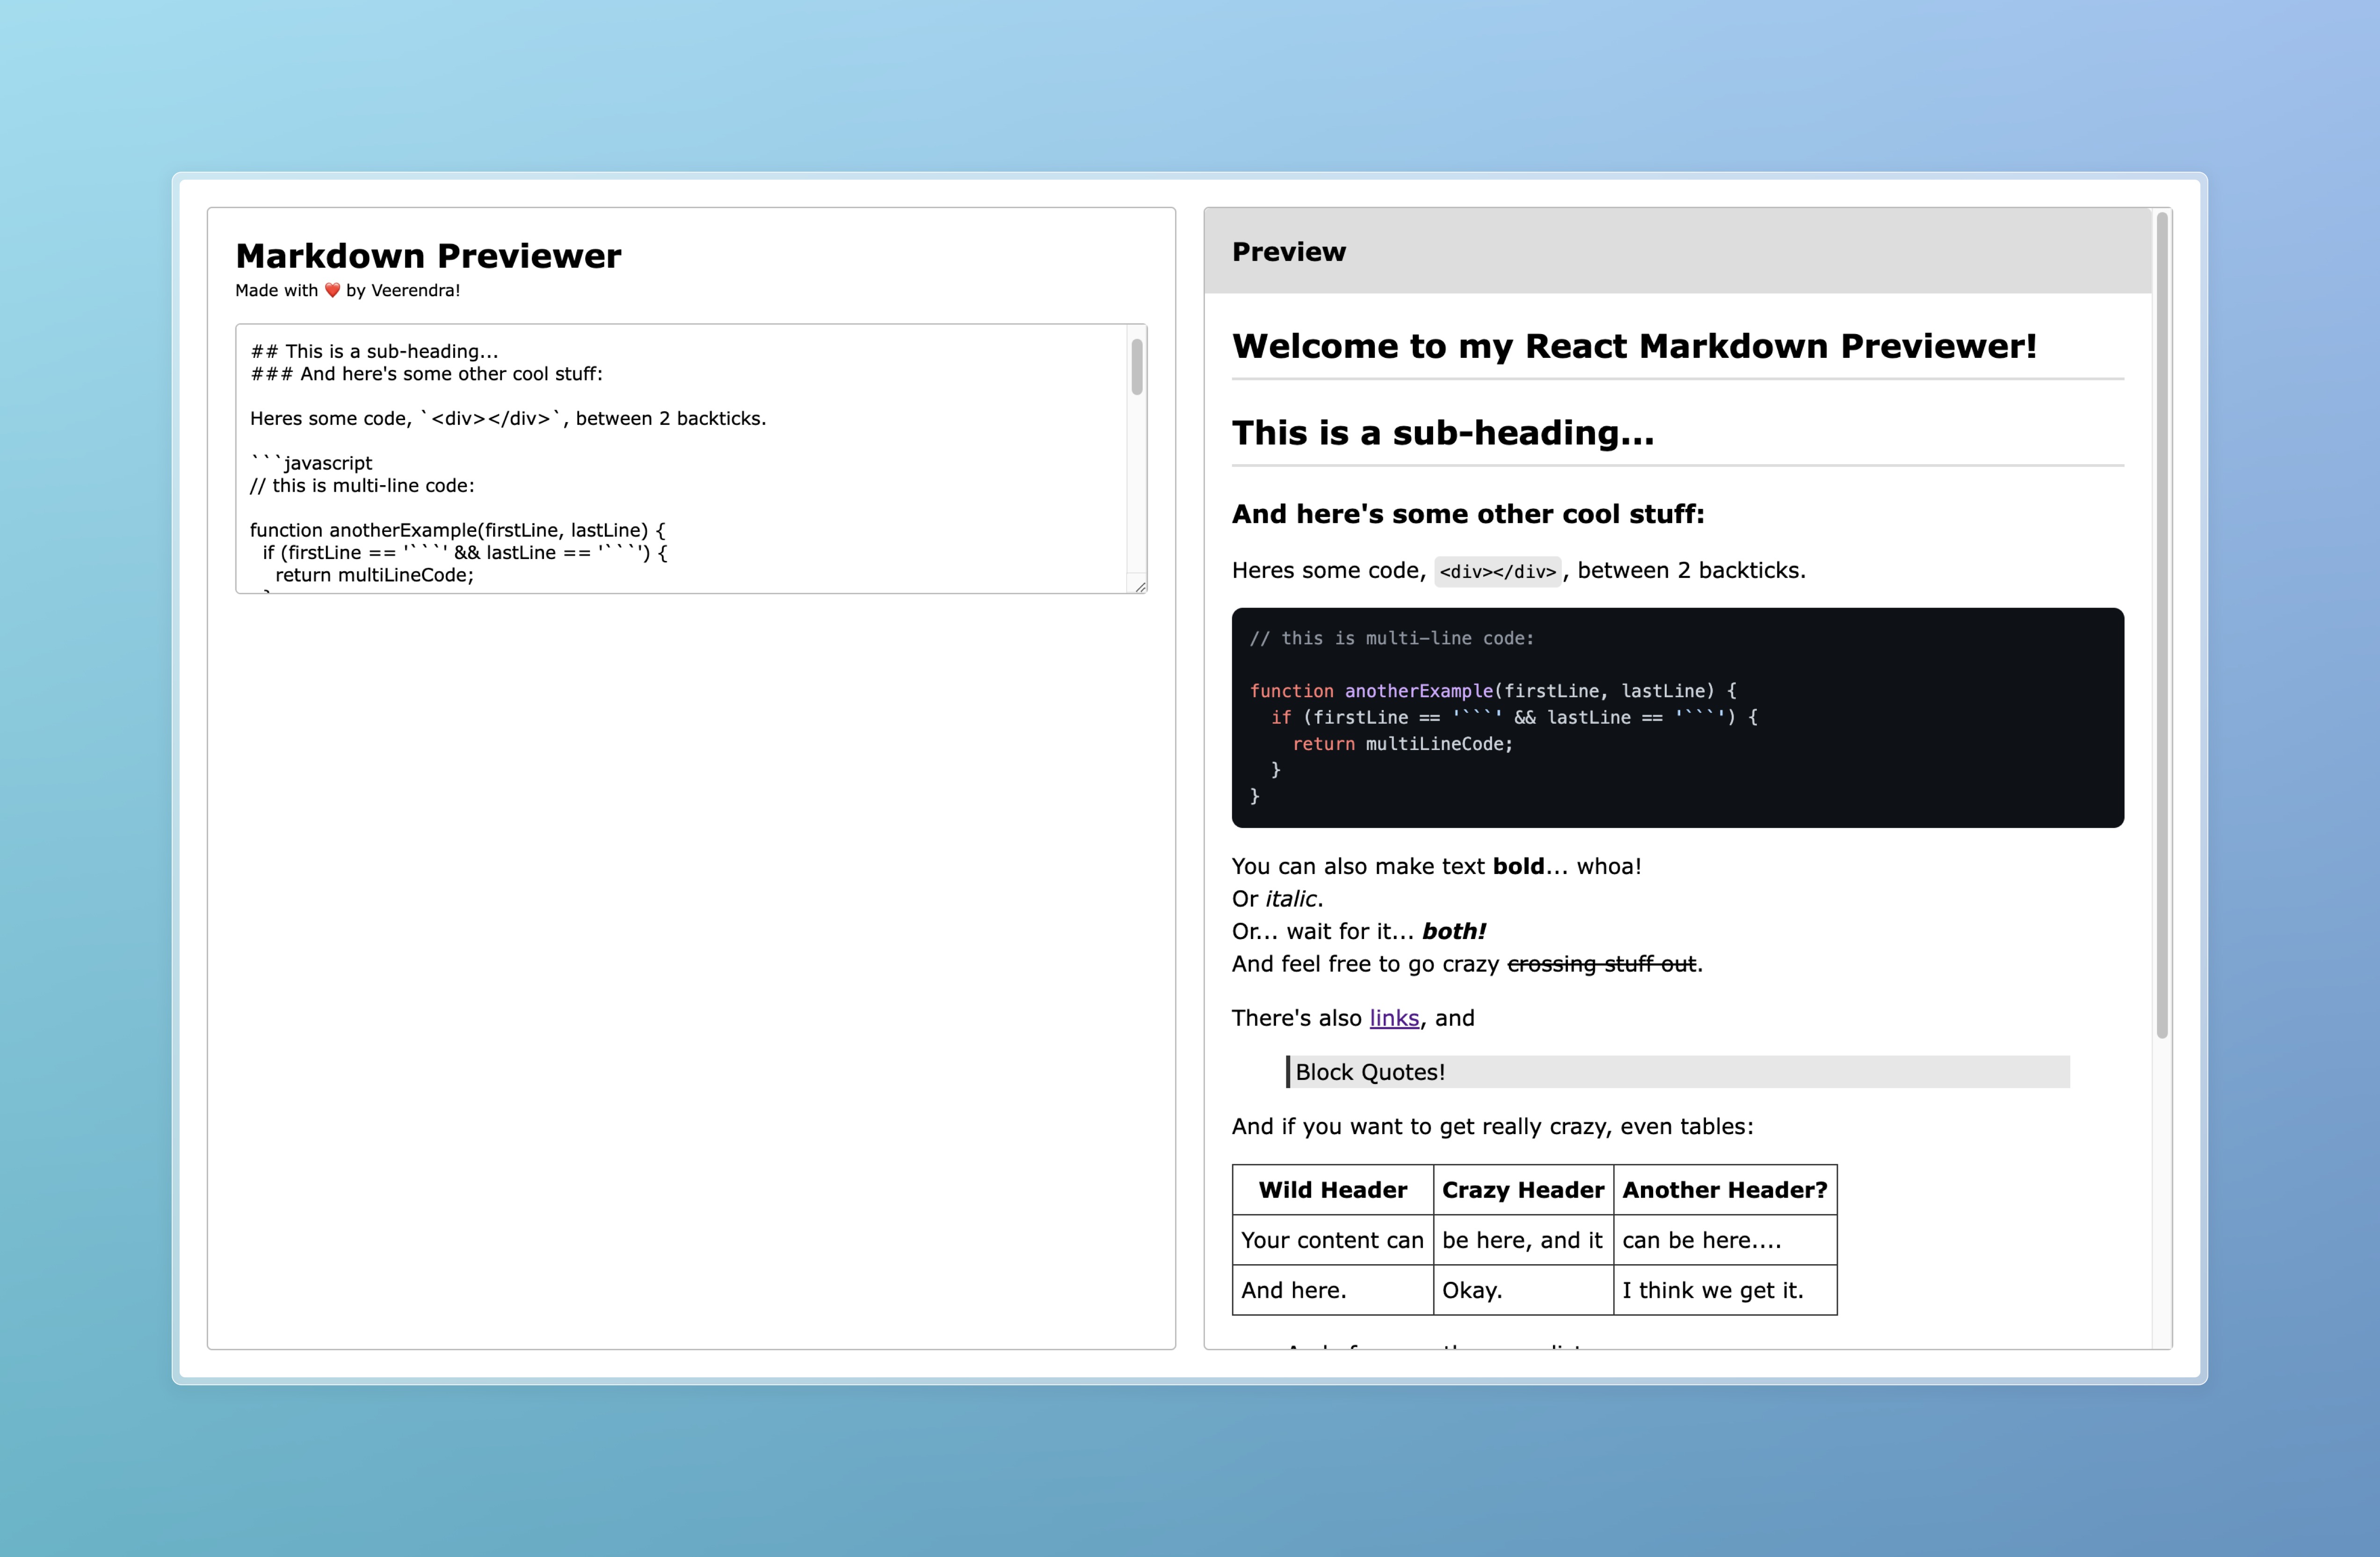 Markdown Previewer
Made with ❤️ by Veerendra!
## This is a sub-heading...
### And here's some other cool stuff:
Heres some code, `<div></div>`, between 2 backticks.
```javascript
// this is multi-line code:
function anotherExample(firstLine, lastLine) {
  if (firstLine == '```' && lastLine == '```') {
    return multiLineCode;
Preview
Welcome to my React Markdown Previewer!
This is a sub-heading...
And here's some other cool stuff:
Heres some code, <div></div>, between 2 backticks.
// this is multi-line code:
function anotherExample(firstLine, lastLine) {
  if (firstLine == '```' && lastLine == '```') {
    return multiLineCode;
  }
}
You can also make text bold... whoa!
Or italic.
Or... wait for it... both!
And feel free to go crazy crossing stuff out.
There's also links, and
Block Quotes!
And if you want to get really crazy, even tables:
Wild Header Crazy Header Another Header?
Your content can be here, and it can be here....
And here. Okay. I think we get it.